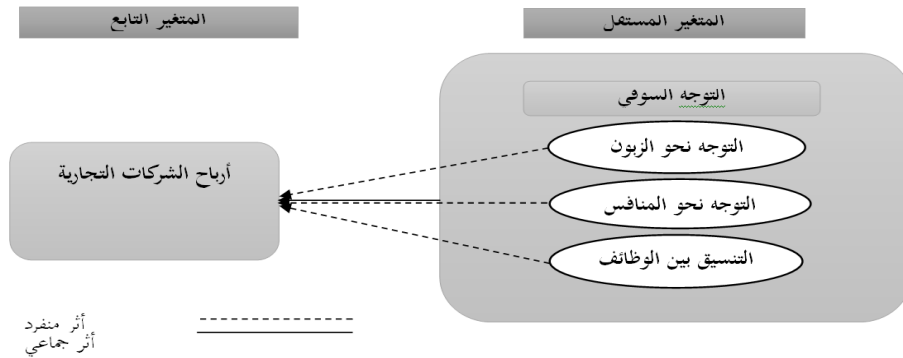 المتغير المستقل
المتغير التابع
التوجه السوقي
التوجه نحو الزبون
التوجه نحو المنافس
التنسيق بين الوظائف
أرباح الشركات التجارية
أثر منفرد
أثر جماعي